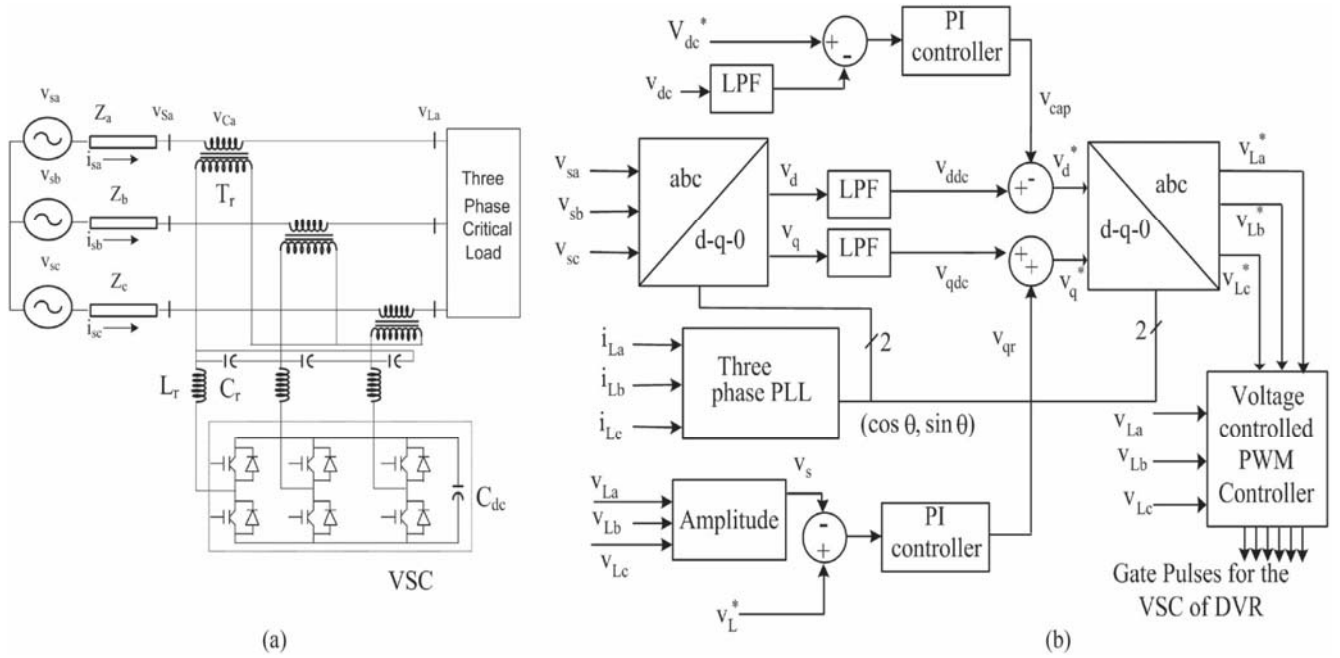 v_sa
Z_a
v_Sa
v_Ca
v_La
i_sa
T_r
v_sb
Z_b
i_sb
v_sc
Z_c
i_sc
Three
Phase
Critical
Load
L_r
C_r
C_dc
VSC
(a)
V_dc*
+
-
PI
controller
v_dc
LPF
v_cap
v_sa
v_sb
v_sc
abc
d-q-0
v_d
LPF
v_ddc
+
-
v_d*
v_q
LPF
v_qdc
+
+
v_q*
abc
d-q-0
v_La*
v_Lb*
v_Lc*
i_La
i_Lb
i_Lc
Three
phase PLL
2
2
(cos θ, sin θ)
v_qr
v_La
v_Lb
v_Lc
Amplitude
v_s
-
+
PI
controller
v_L*
v_La
v_Lb
v_Lc
Voltage
controlled
PWM
Controller
Gate Pulses for the
VSC of DVR
(b)